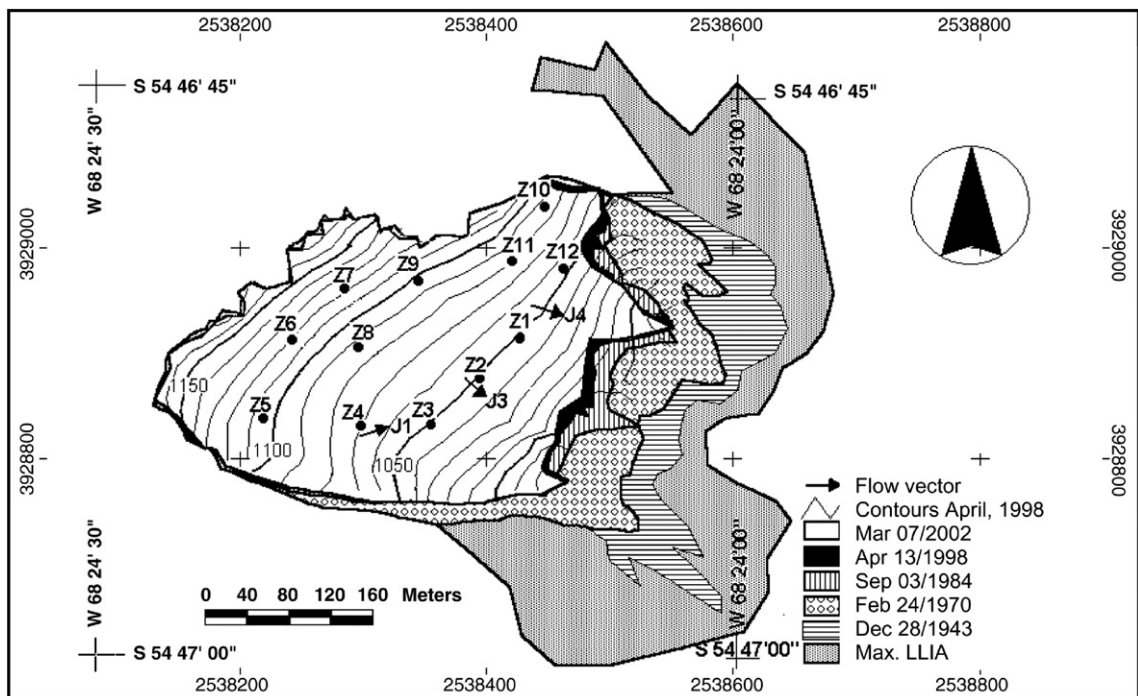 2538200 2538400 2538600 2538800
S 54 46' 45" S 54 46' 45"
W 68 24' 30" W 68 24'00"
3929000 3929000
Z10
Z11 Z12
Z9
Z7
Z6 Z8 Z1 J4
1150 Z2
J3
Z5 Z4 J1 Z3
1100 1050
3928800 3928800
Flow vector
Contours April, 1998
Mar 07/2002
Apr 13/1998
Sep 03/1984
Feb 24/1970
Dec 28/1943
Max. LLIA
W 68 24' 30" W 68 24'00"
0 40 80 120 160 Meters
S 54 47' 00" S 54 47'00"
2538200 2538400 2538600 2538800